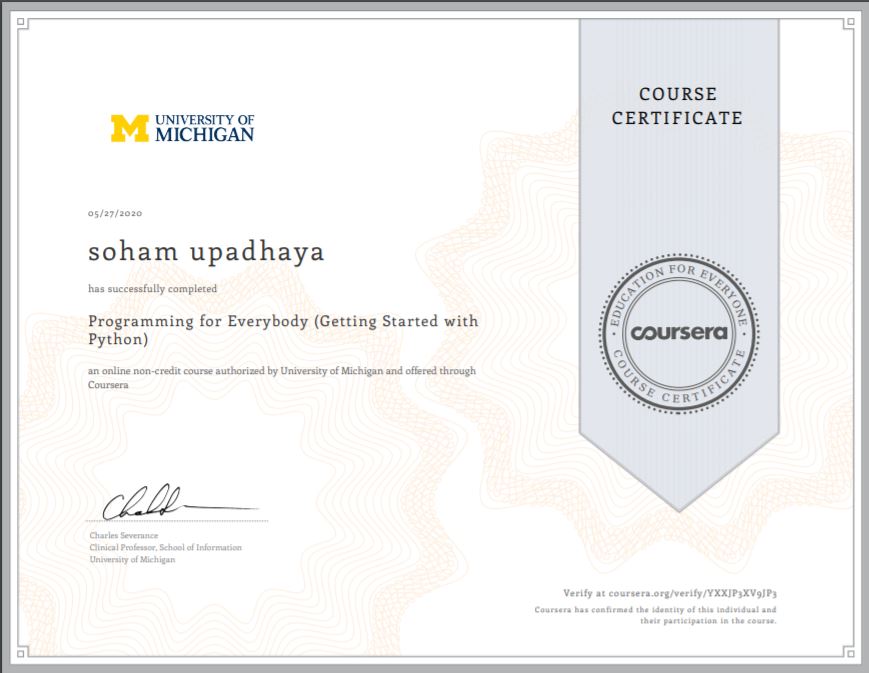 COURSE
CERTIFICATE
UNIVERSITY OF
MICHIGAN
05/27/2020
soham upadhaya
has successfully completed
Programming for Everybody (Getting Started with
Python)
an online non-credit course authorized by University of Michigan and offered through
Coursera
EDUCATION FOR EVERYONE
coursera
COURSE CERTIFICATE
Charles Severance
Clinical Professor, School of Information
University of Michigan
Verify at coursera.org/verify/YXXJP3XV9JP3
Coursera has confirmed the identity of this individual and
their participation in the course.